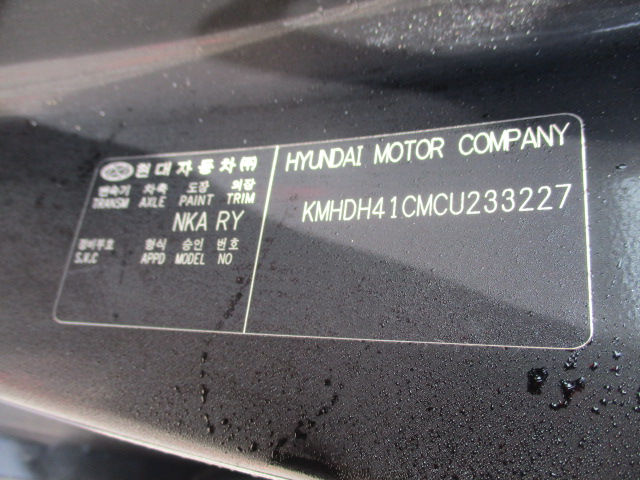 현대자동차(주)
변속기 차축 도장 의장
TRANSM AXLE PAINT TRIM
NKA RY
정비부호 형식 승인 번호
S.V.C APPD MODEL NO
HYUNDAI MOTOR COMPANY
KMHDH41CMCU233227